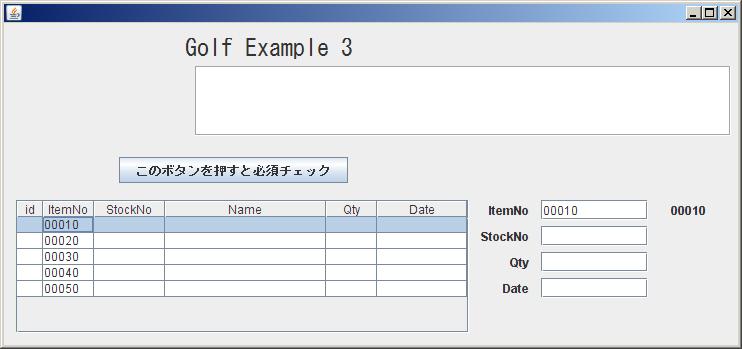 Golf Example 3
このボタンを押すと必須チェック
id ItemNo StockNo Name Qty Date
00010
00020
00030
00040
00050
ItemNo 00010 00010
StockNo
Qty
Date